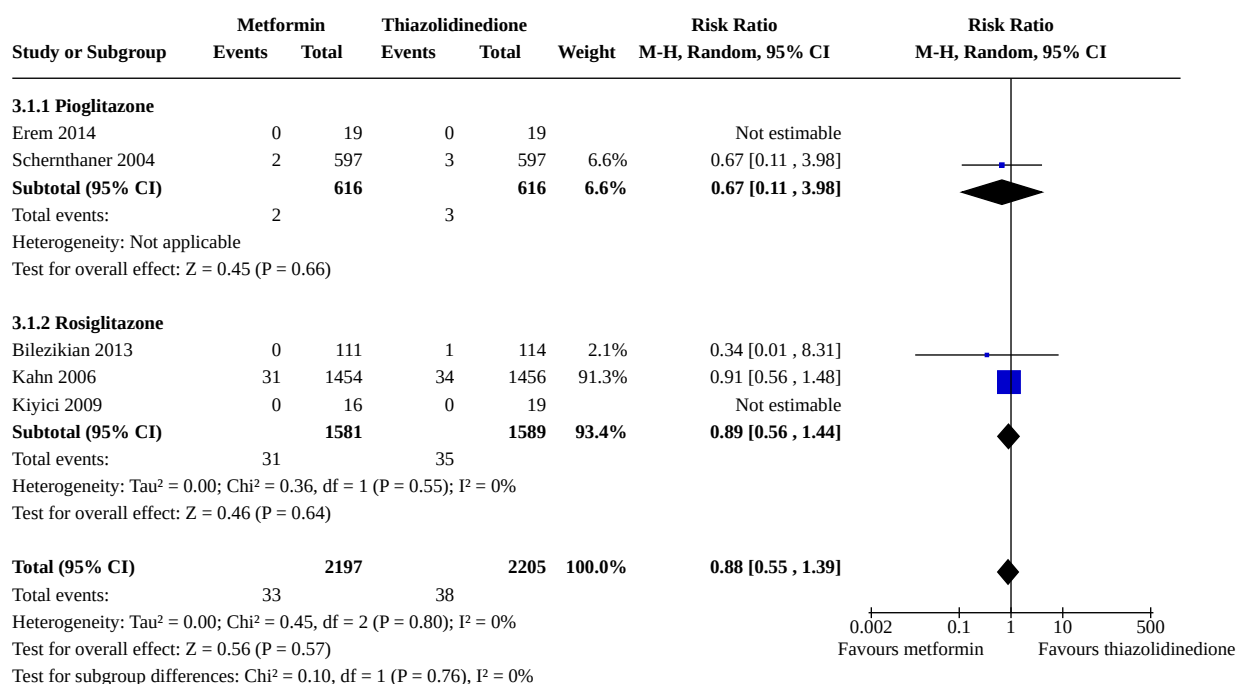 Metformin Thiazolidinedione Risk Ratio Risk Ratio
Study or Subgroup Events Total Events Total Weight M-H, Random, 95% CI M-H, Random, 95% CI
3.1.1 Pioglitazone
Erem 2014 0 19 0 19 Not estimable
Schernthaner 2004 2 597 3 597 6.6% 0.67 [0.11 , 3.98]
Subtotal (95% CI) 616 616 6.6% 0.67 [0.11 , 3.98]
Total events: 2 3
Heterogeneity: Not applicable
Test for overall effect: Z = 0.45 (P = 0.66)
3.1.2 Rosiglitazone
Bilezikian 2013 0 111 1 114 2.1% 0.34 [0.01 , 8.31]
Kahn 2006 31 1454 34 1456 91.3% 0.91 [0.56 , 1.48]
Kiyici 2009 0 16 0 19 Not estimable
Subtotal (95% CI) 1581 1589 93.4% 0.89 [0.56 , 1.44]
Total events: 31 35
Heterogeneity: Tau² = 0.00; Chi² = 0.36, df = 1 (P = 0.55); I² = 0%
Test for overall effect: Z = 0.46 (P = 0.64)
Total (95% CI) 2197 2205 100.0% 0.88 [0.55 , 1.39]
Total events: 33 38
Heterogeneity: Tau² = 0.00; Chi² = 0.45, df = 2 (P = 0.80); I² = 0%
0.002 0.1 1 10 500
Test for overall effect: Z = 0.56 (P = 0.57)
Favours metformin Favours thiazolidinedione
Test for subgroup differences: Chi² = 0.10, df = 1 (P = 0.76), I² = 0%